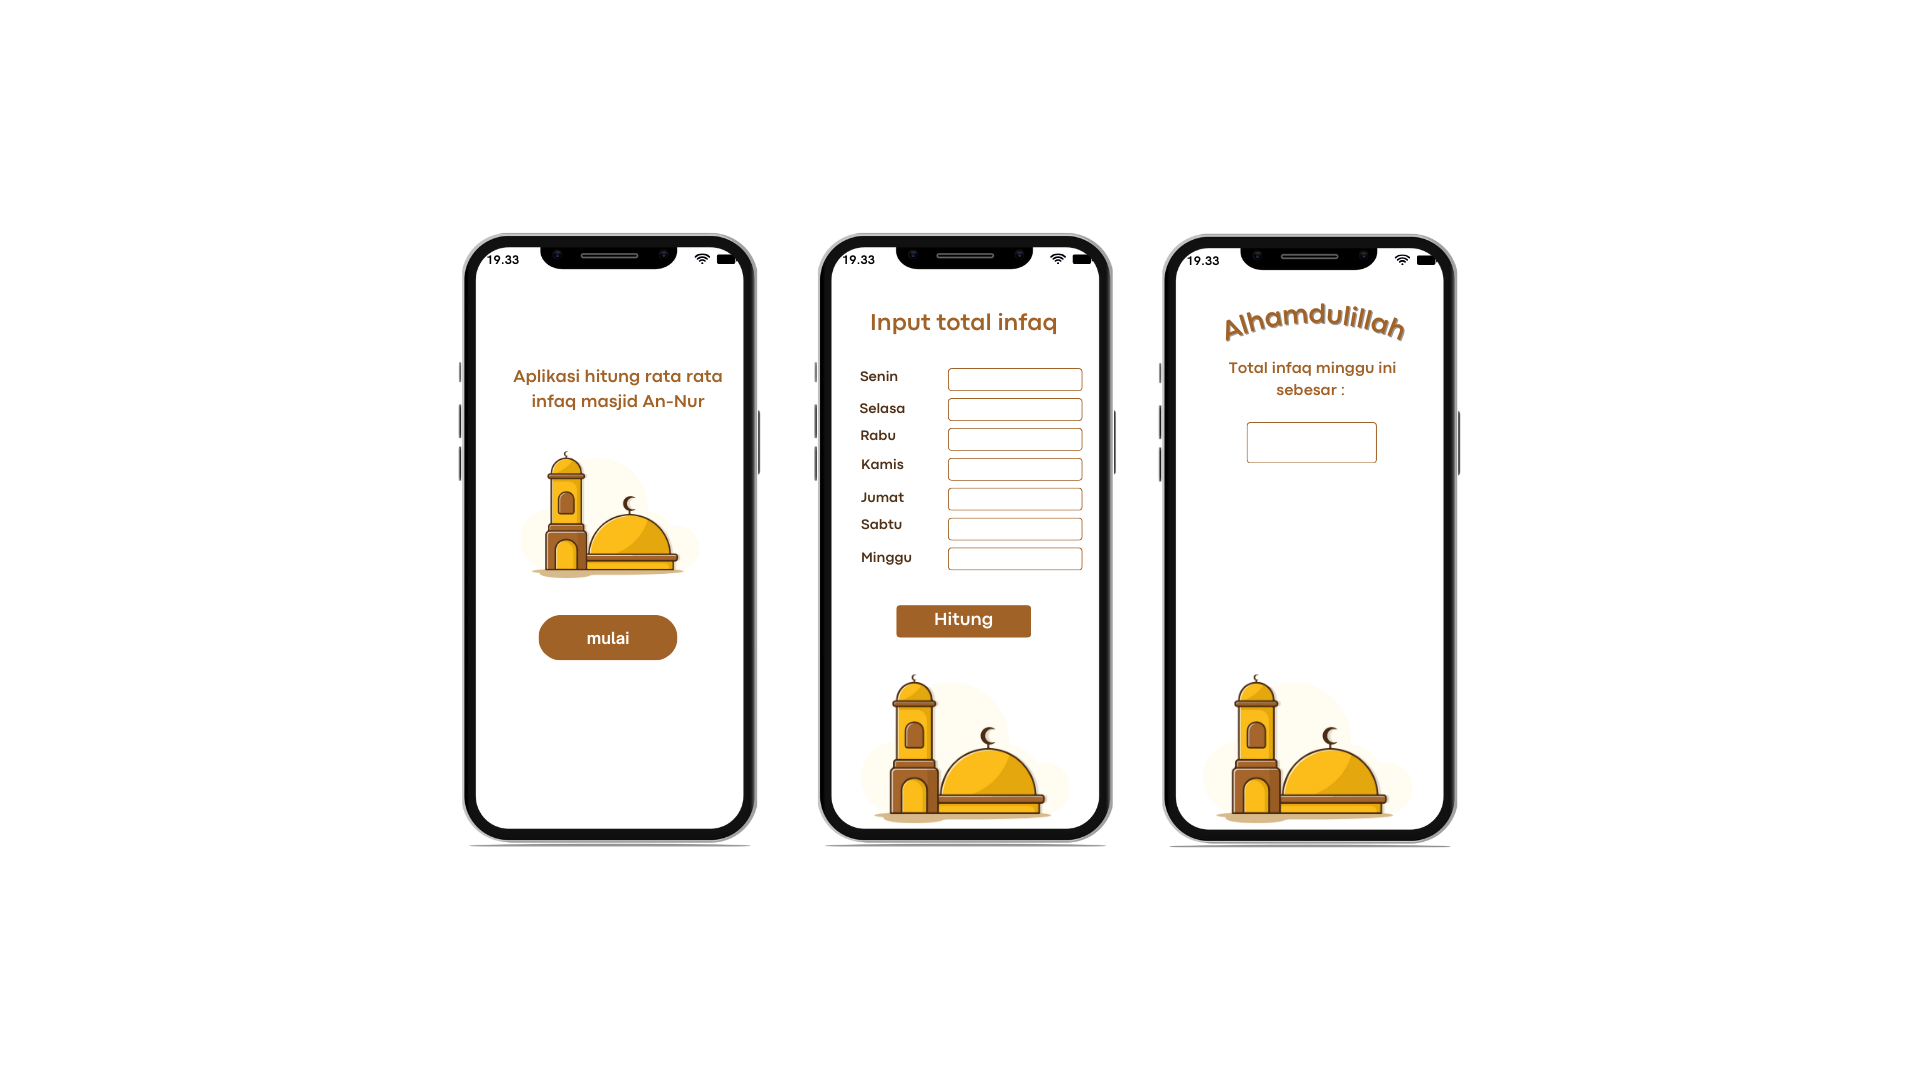 19.33
Aplikasi hitung rata rata
infaq masjid An-Nur
mulai
19.33
Input total infaq
Senin
Selasa
Rabu
Kamis
Jumat
Sabtu
Minggu
Hitung
19.33
Alhamdulillah
Total infaq minggu ini
sebesar :